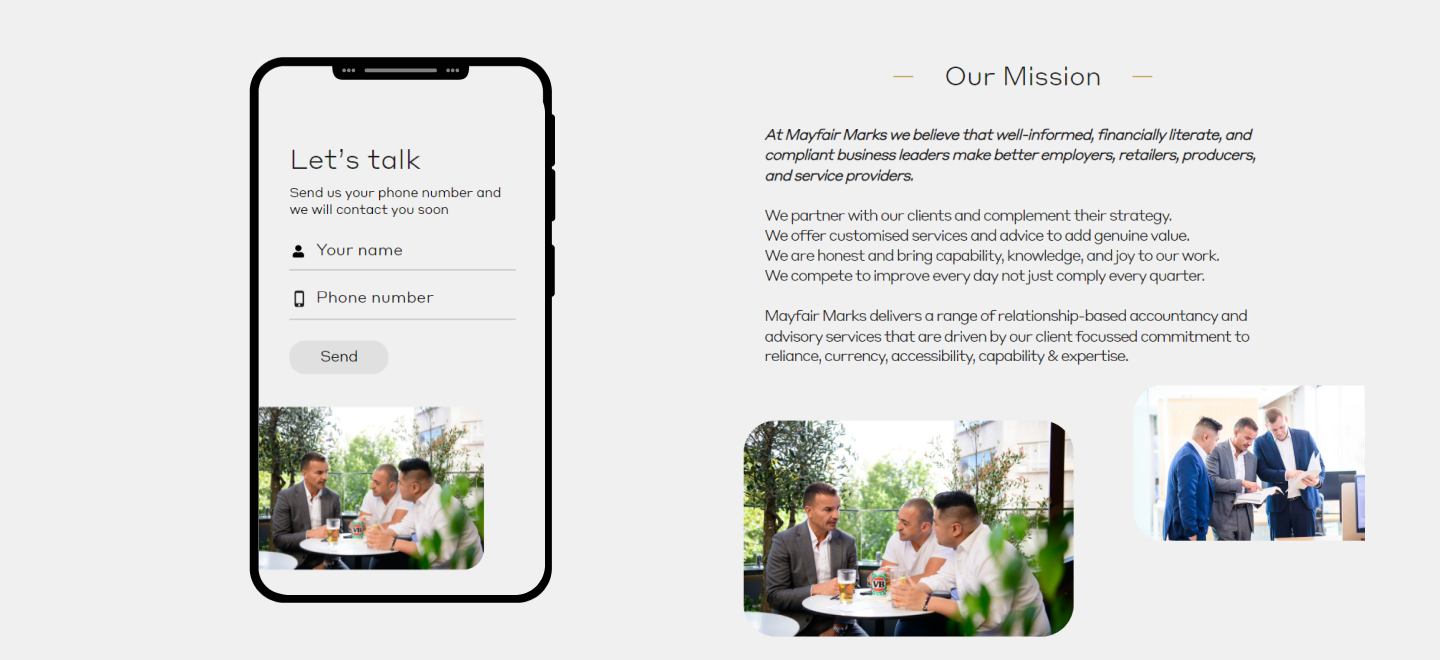 Let's talk
Send us your phone number and
we will contact you soon
Your name
Phone number
Send
VB
Our Mission
At Mayfair Marks we believe that well-informed, financially literate, and
compliant business leaders make better employers, retailers, producers,
and service providers.
We partner with our clients and complement their strategy.
We offer customised services and advice to add genuine value.
We are honest and bring capability, knowledge, and joy to our work.
We compete to improve every day not just comply every quarter.
Mayfair Marks delivers a range of relationship-based accountancy and
advisory services that are driven by our client focussed commitment to
reliance, currency, accessibility, capability & expertise.
VB